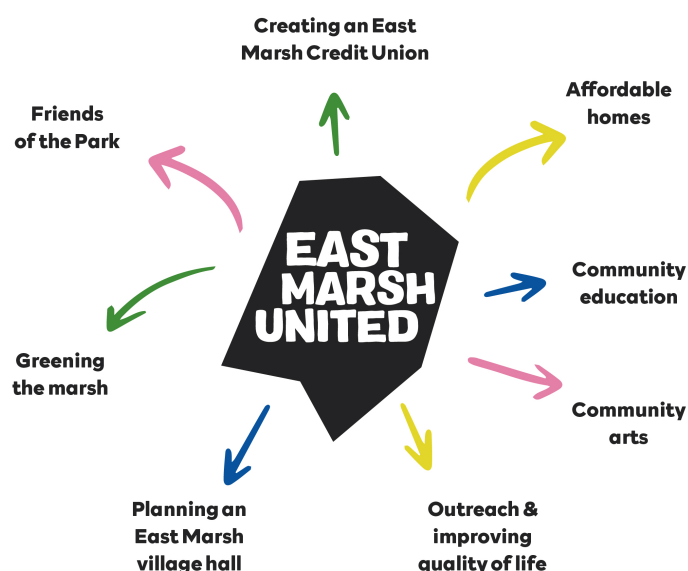 Creating an East
Marsh Credit Union
Affordable
homes
Friends
of the Park
EAST
MARSH
UNITED
Community
education
Greening
the marsh
Community
arts
Planning an
East Marsh
village hall
Outreach &
improving
quality of life